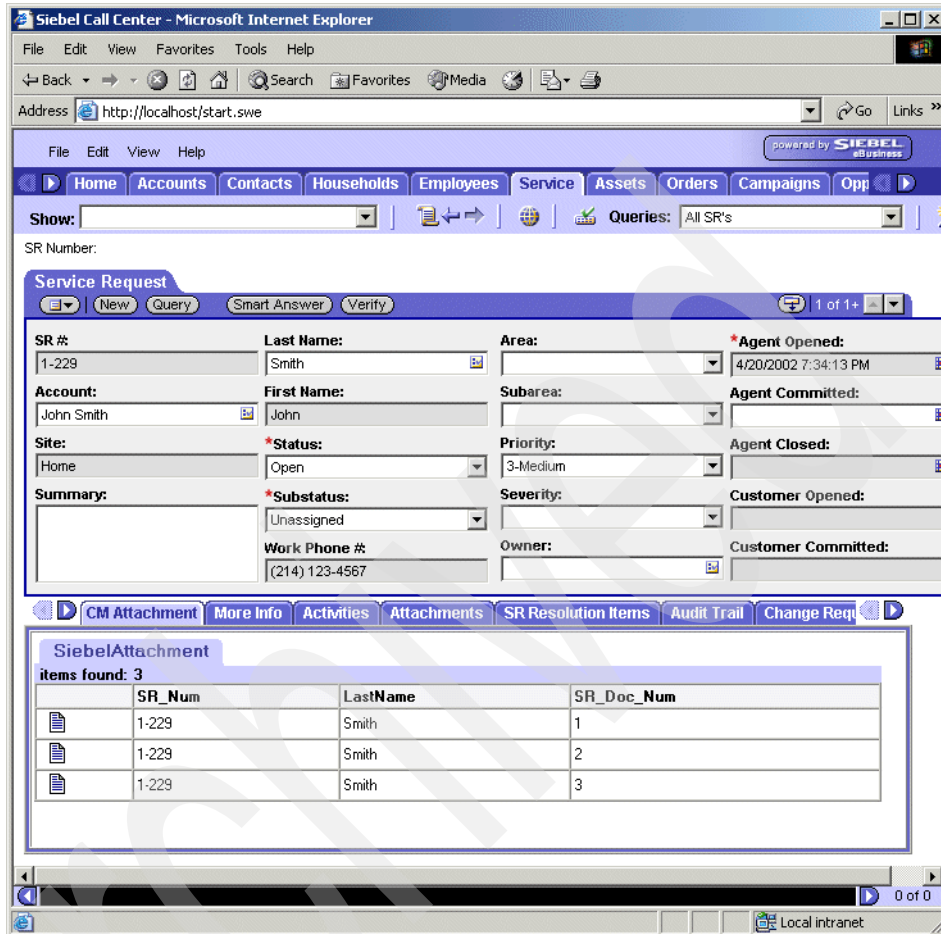 Siebel Call Center - Microsoft Internet Explorer
File Edit View Favorites Tools Help
Back Search Favorites Media
Address http://localhost/start.swe Go Links »
File Edit View Help powered by SIEBEL eBusiness
Home Accounts Contacts Households Employees Service Assets Orders Campaigns Opp
Show: Queries: All SR's
SR Number:
Service Request
New Query Smart Answer Verify 1 of 1+
SR #: Last Name: Area: *Agent Opened:
1-229 Smith 4/20/2002 7:34:13 PM
Account: First Name: Subarea: Agent Committed:
John Smith John
Site: *Status: Priority: Agent Closed:
Home Open 3-Medium
Summary: *Substatus: Severity: Customer Opened:
Unassigned
Work Phone #: Owner: Customer Committed:
(214) 123-4567
CM Attachment More Info Activities Attachments SR Resolution Items Audit Trail Change Requ
SiebelAttachment
items found: 3
SR_Num LastName SR_Doc_Num
1-229 Smith 1
1-229 Smith 2
1-229 Smith 3
0 of 0
Local intranet